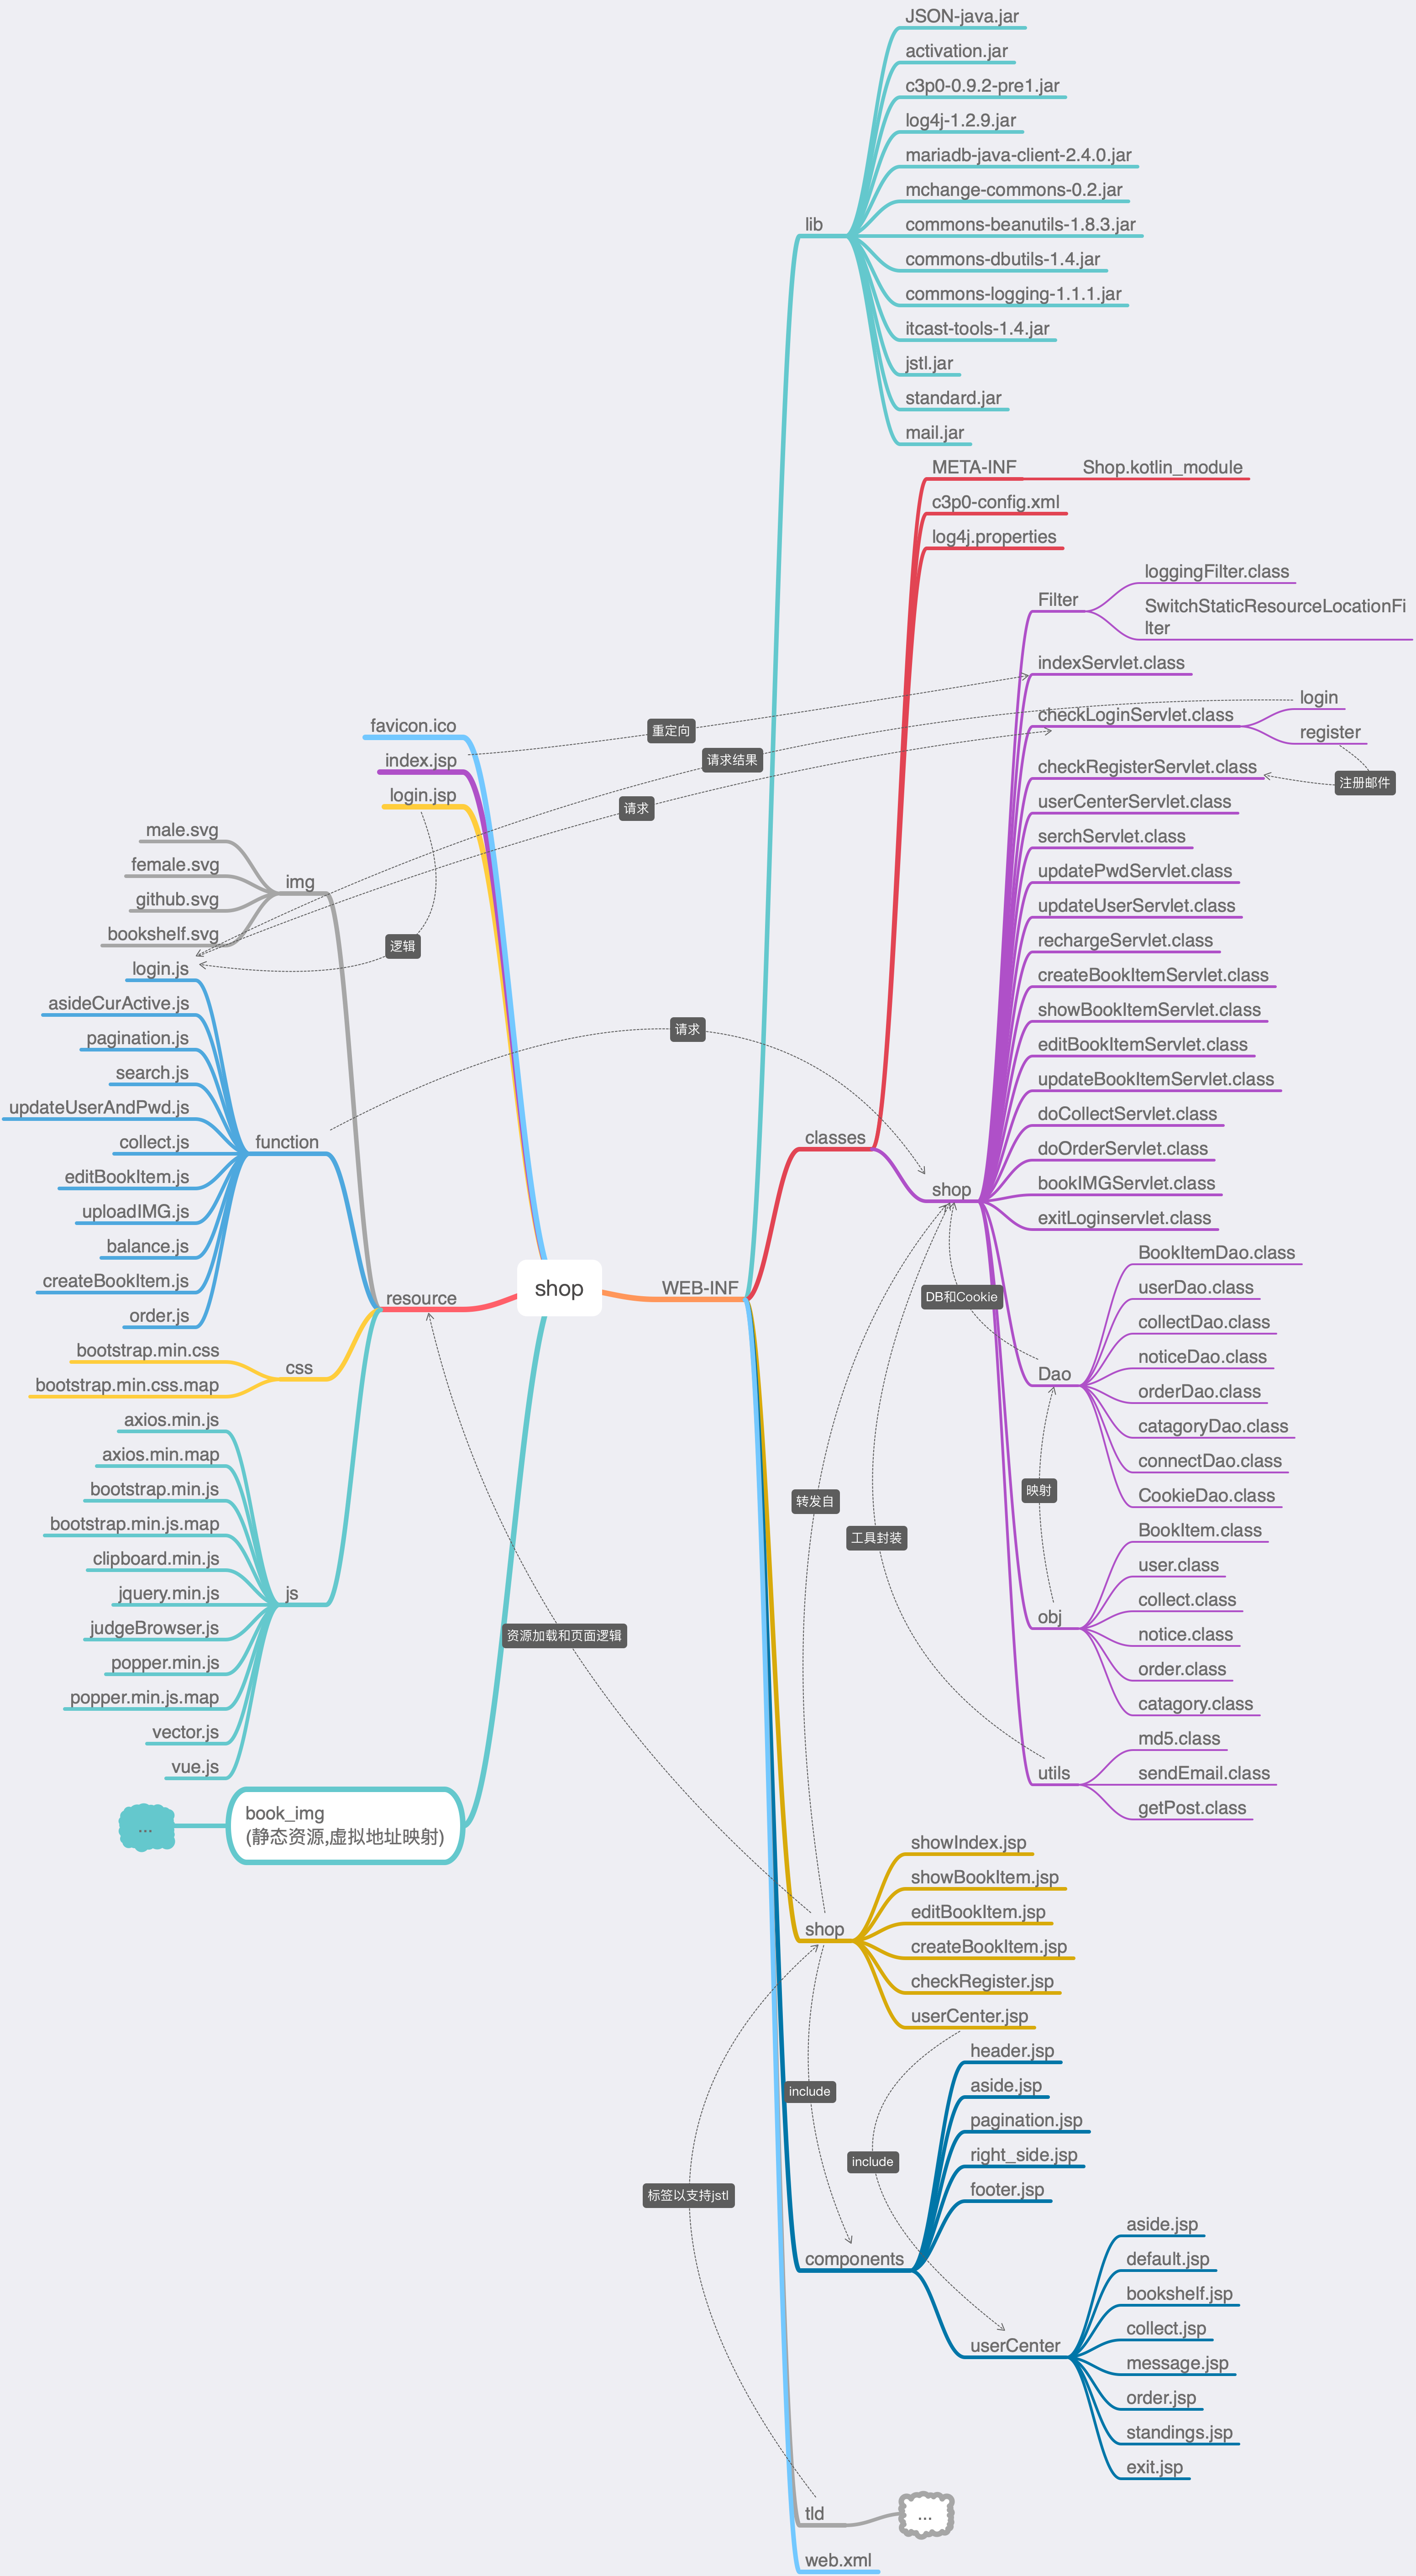 JSON-java.jar
activation.jar
c3p0-0.9.2-pre1.jar
log4j-1.2.9.jar
mariadb-java-client-2.4.0.jar
mchange-commons-0.2.jar
lib
commons-beanutils-1.8.3.jar
commons-dbutils-1.4.jar
commons-logging-1.1.1.jar
itcast-tools-1.4.jar
jstl.jar
standard.jar
mail.jar
META-INF
Shop.kotlin_module
c3p0-config.xml
log4j.properties
loggingFilter.class
Filter
SwitchStaticResourceLocationFi
lter
indexServlet.class
login
checkLoginServlet.class
register
checkRegisterServlet.class
注册邮件
userCenterServlet.class
serchServlet.class
updatePwdServlet.class
updateUserServlet.class
rechargeServlet.class
createBookItemServlet.class
showBookItemServlet.class
editBookItemServlet.class
updateBookItemServlet.class
doCollectServlet.class
doOrderServlet.class
bookIMGServlet.class
exitLoginservlet.class
classes
shop
BookItemDao.class
userDao.class
collectDao.class
noticeDao.class
Dao
orderDao.class
catagoryDao.class
connectDao.class
CookieDao.class
DB和Cookie
映射
转发自
工具封装
BookItem.class
user.class
collect.class
obj
notice.class
order.class
catagory.class
md5.class
utils
sendEmail.class
getPost.class
favicon.ico
index.jsp
login.jsp
重定向
请求结果
请求
逻辑
请求
male.svg
female.svg
img
github.svg
bookshelf.svg
login.js
asideCurActive.js
pagination.js
search.js
updateUserAndPwd.js
collect.js
function
editBookItem.js
uploadIMG.js
balance.js
createBookItem.js
order.js
resource
shop
WEB-INF
bootstrap.min.css
css
bootstrap.min.css.map
axios.min.js
axios.min.map
bootstrap.min.js
bootstrap.min.js.map
clipboard.min.js
jquery.min.js
js
judgeBrowser.js
popper.min.js
popper.min.js.map
vector.js
vue.js
资源加载和页面逻辑
...
book_img
(静态资源,虚拟地址映射)
showIndex.jsp
showBookItem.jsp
editBookItem.jsp
shop
createBookItem.jsp
checkRegister.jsp
userCenter.jsp
header.jsp
aside.jsp
include
pagination.jsp
include
right_side.jsp
标签以支持jstl
footer.jsp
components
aside.jsp
default.jsp
bookshelf.jsp
collect.jsp
userCenter
message.jsp
order.jsp
standings.jsp
exit.jsp
tld
...
web.xml